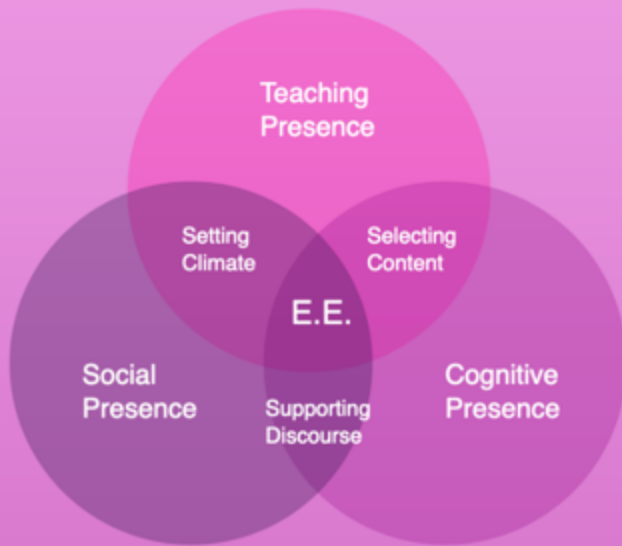 Teaching
Presence
Setting
Climate
Selecting
Content
E.E.
Social
Presence
Cognitive
Presence
Supporting
Discourse